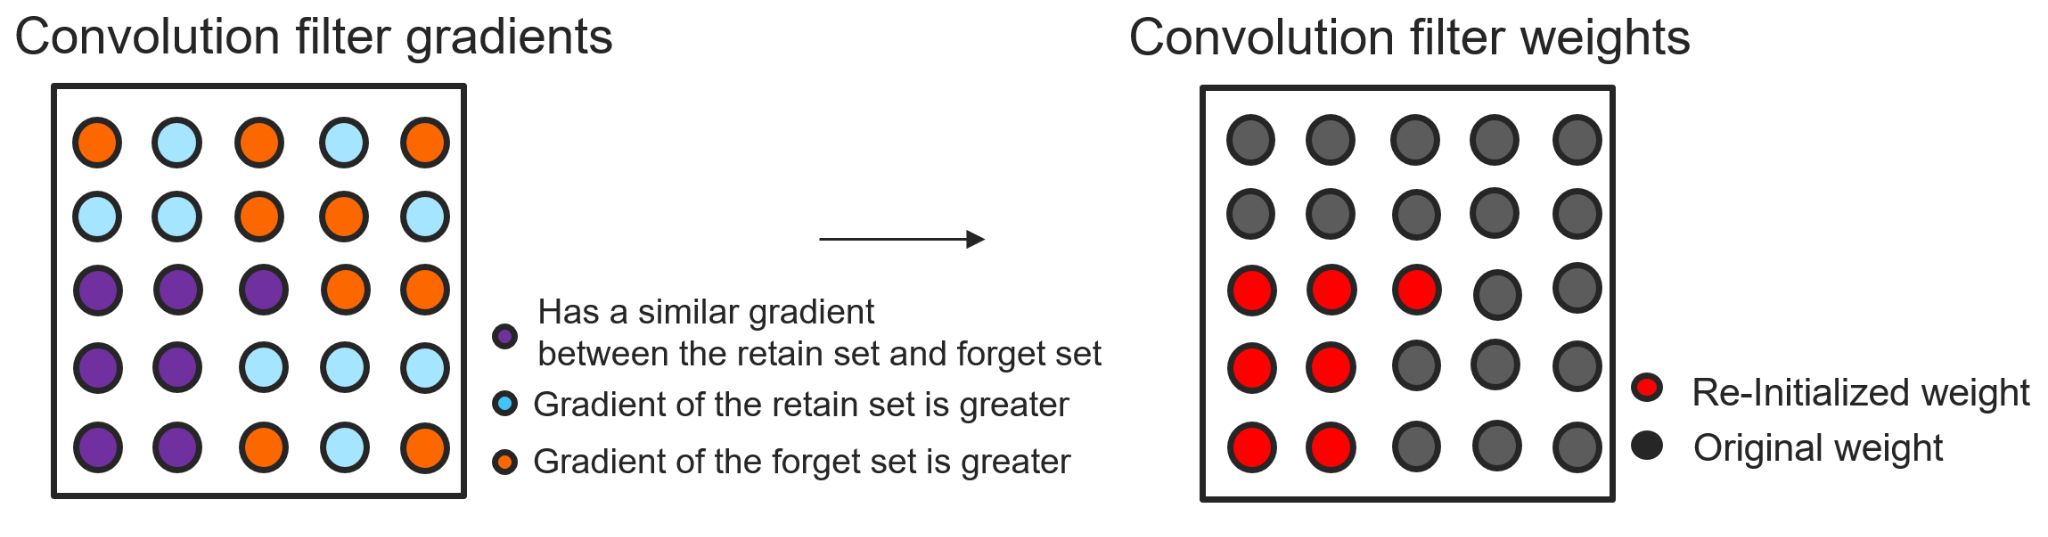 Convolution filter gradients
Convolution filter weights
Has a similar gradient
between the retain set and forget set
Gradient of the retain set is greater
Gradient of the forget set is greater
Re-Initialized weight
Original weight